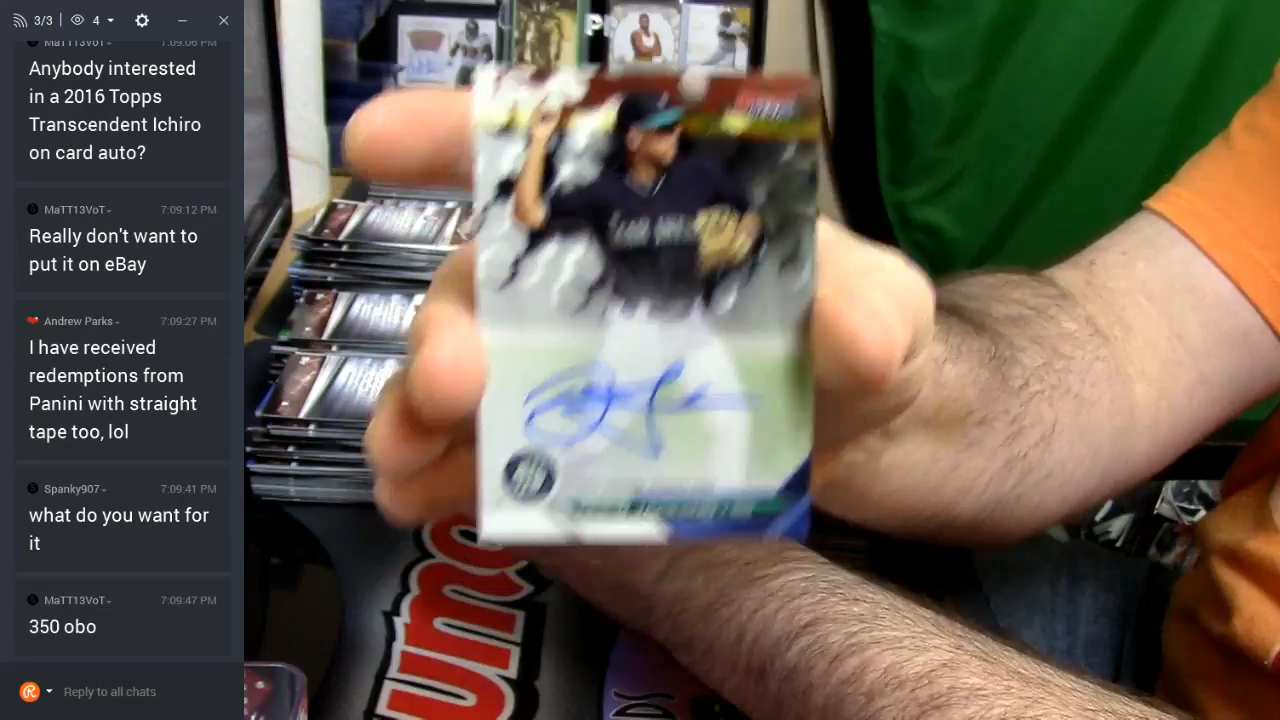 3/3 4
MaTT13VoT 7:09:06 PM
Anybody interested
in a 2016 Topps
Transcendent Ichiro
on card auto?
MaTT13VoT 7:09:12 PM
Really don't want to
put it on eBay
Andrew Parks 7:09:27 PM
I have received
redemptions from
Panini with straight
tape too, lol
Spanky907 7:09:41 PM
what do you want for
it
MaTT13VoT 7:09:47 PM
350 obo
Reply to all chats